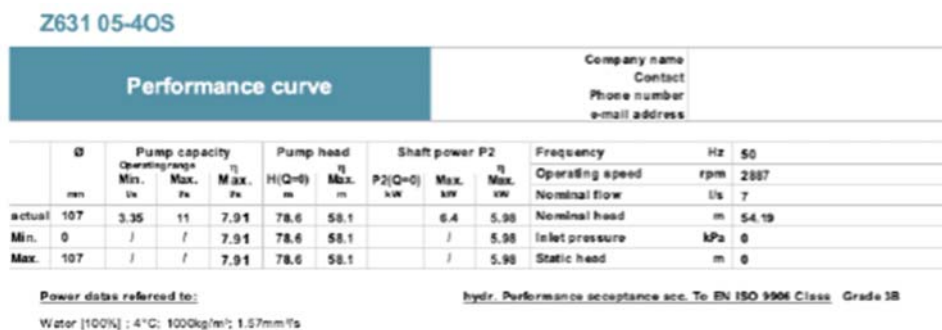 Z631 05-4OS
Performance curve
Company name
Contact
Phone number
e-mail address
Ø Pump capacity Pump head Shaft power P2 Frequency Hz 50
Operating range η η η
Min. Max. Max. H(Q=0) Max. P2(Q=0) Max. Max. Operating speed rpm 2887
mm l/s l/s l/s m m kW kW kW Nominal flow l/s 7
actual 107 3.35 11 7.91 78.6 58.1 6.4 5.98 Nominal head m 54.19
Min. 0 / / 7.91 78.6 58.1 / 5.98 Inlet pressure kPa 0
Max. 107 / / 7.91 78.6 58.1 / 5.98 Static head m 0
Power datas referred to: hydr. Performance acceptance acc. To EN ISO 9906 Class Grade 3B
Water [100%] ; 4°C; 1000kg/m³; 1.57mm²/s